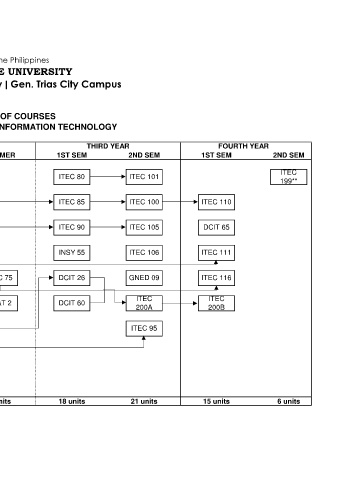 he Philippines
E UNIVERSITY
y | Gen. Trias City Campus
OF COURSES
NFORMATION TECHNOLOGY
THIRD YEAR FOURTH YEAR
MER 1ST SEM 2ND SEM 1ST SEM 2ND SEM
ITEC 80 ITEC 101 ITEC 199**
ITEC 85 ITEC 100 ITEC 110
ITEC 90 ITEC 105 DCIT 65
INSY 55 ITEC 106 ITEC 111
C 75 DCIT 26 GNED 09 ITEC 116
AT 2 DCIT 60 ITEC 200A ITEC 200B
ITEC 95
nits 18 units 21 units 15 units 6 units